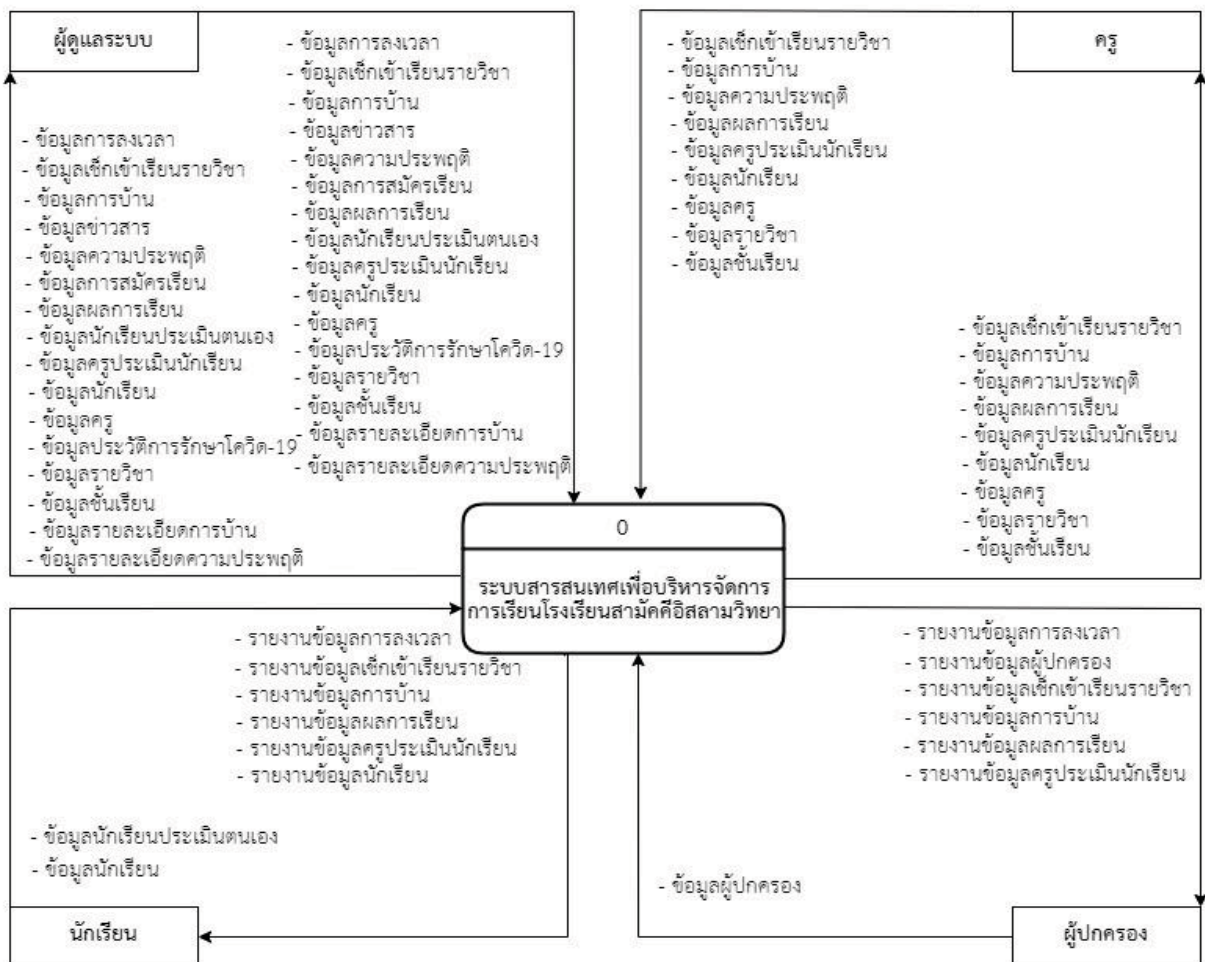 ผู้ดูแลระบบ
- ข้อมูลการลงเวลา
- ข้อมูลเช็กเข้าเรียนรายวิชา
- ข้อมูลการบ้าน
- ข้อมูลข่าวสาร
- ข้อมูลความประพฤติ
- ข้อมูลการสมัครเรียน
- ข้อมูลผลการเรียน
- ข้อมูลนักเรียนประเมินตนเอง
- ข้อมูลครูประเมินนักเรียน
- ข้อมูลนักเรียน
- ข้อมูลครู
- ข้อมูลประวัติการรักษาโควิด-19
- ข้อมูลรายวิชา
- ข้อมูลชั้นเรียน
- ข้อมูลรายละเอียดการบ้าน
- ข้อมูลรายละเอียดความประพฤติ
- ข้อมูลการลงเวลา
- ข้อมูลเช็กเข้าเรียนรายวิชา
- ข้อมูลการบ้าน
- ข้อมูลข่าวสาร
- ข้อมูลความประพฤติ
- ข้อมูลการสมัครเรียน
- ข้อมูลผลการเรียน
- ข้อมูลนักเรียนประเมินตนเอง
- ข้อมูลครูประเมินนักเรียน
- ข้อมูลนักเรียน
- ข้อมูลครู
- ข้อมูลประวัติการรักษาโควิด-19
- ข้อมูลรายวิชา
- ข้อมูลชั้นเรียน
- ข้อมูลรายละเอียดการบ้าน
- ข้อมูลรายละเอียดความประพฤติ
ครู
- ข้อมูลเช็กเข้าเรียนรายวิชา
- ข้อมูลการบ้าน
- ข้อมูลความประพฤติ
- ข้อมูลผลการเรียน
- ข้อมูลครูประเมินนักเรียน
- ข้อมูลนักเรียน
- ข้อมูลครู
- ข้อมูลรายวิชา
- ข้อมูลชั้นเรียน
- ข้อมูลเช็กเข้าเรียนรายวิชา
- ข้อมูลการบ้าน
- ข้อมูลความประพฤติ
- ข้อมูลผลการเรียน
- ข้อมูลครูประเมินนักเรียน
- ข้อมูลนักเรียน
- ข้อมูลครู
- ข้อมูลรายวิชา
- ข้อมูลชั้นเรียน
0
ระบบสารสนเทศเพื่อบริหารจัดการ
การเรียนโรงเรียนสามัคคีอิสลามวิทยา
- รายงานข้อมูลการลงเวลา
- รายงานข้อมูลเช็กเข้าเรียนรายวิชา
- รายงานข้อมูลการบ้าน
- รายงานข้อมูลผลการเรียน
- รายงานข้อมูลครูประเมินนักเรียน
- รายงานข้อมูลนักเรียน
- ข้อมูลนักเรียนประเมินตนเอง
- ข้อมูลนักเรียน
นักเรียน
- รายงานข้อมูลการลงเวลา
- รายงานข้อมูลผู้ปกครอง
- รายงานข้อมูลเช็กเข้าเรียนรายวิชา
- รายงานข้อมูลการบ้าน
- รายงานข้อมูลผลการเรียน
- รายงานข้อมูลครูประเมินนักเรียน
- ข้อมูลผู้ปกครอง
ผู้ปกครอง